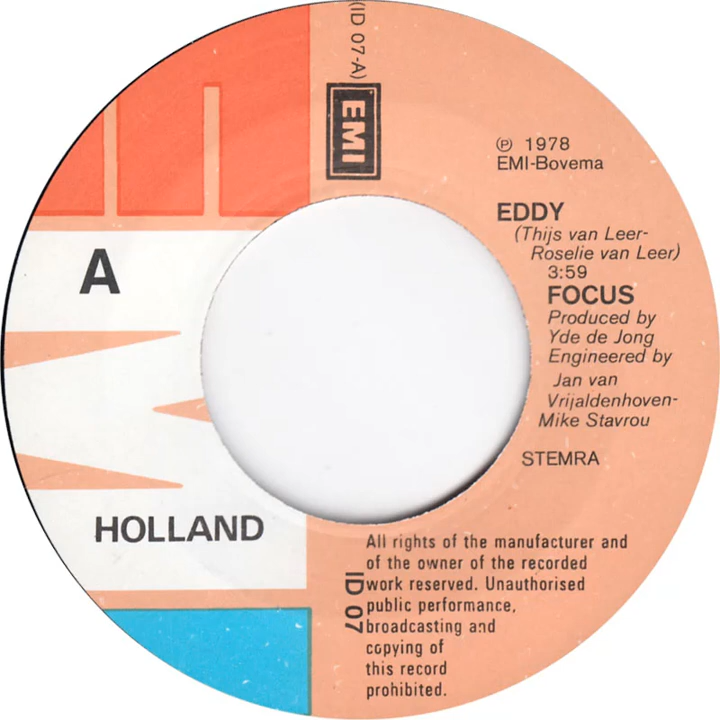 (ID 07-A)
EMI
℗ 1978
EMI-Bovema
A
EDDY
(Thijs van Leer-
Roselie van Leer)
3:59
FOCUS
Produced by
Yde de Jong
Engineered by
Jan van
Vrijaldenhoven-
Mike Stavrou
STEMRA
HOLLAND
ID 07
All rights of the manufacturer and
of the owner of the recorded
work reserved. Unauthorised
public performance,
broadcasting and
copying of
this record
prohibited.